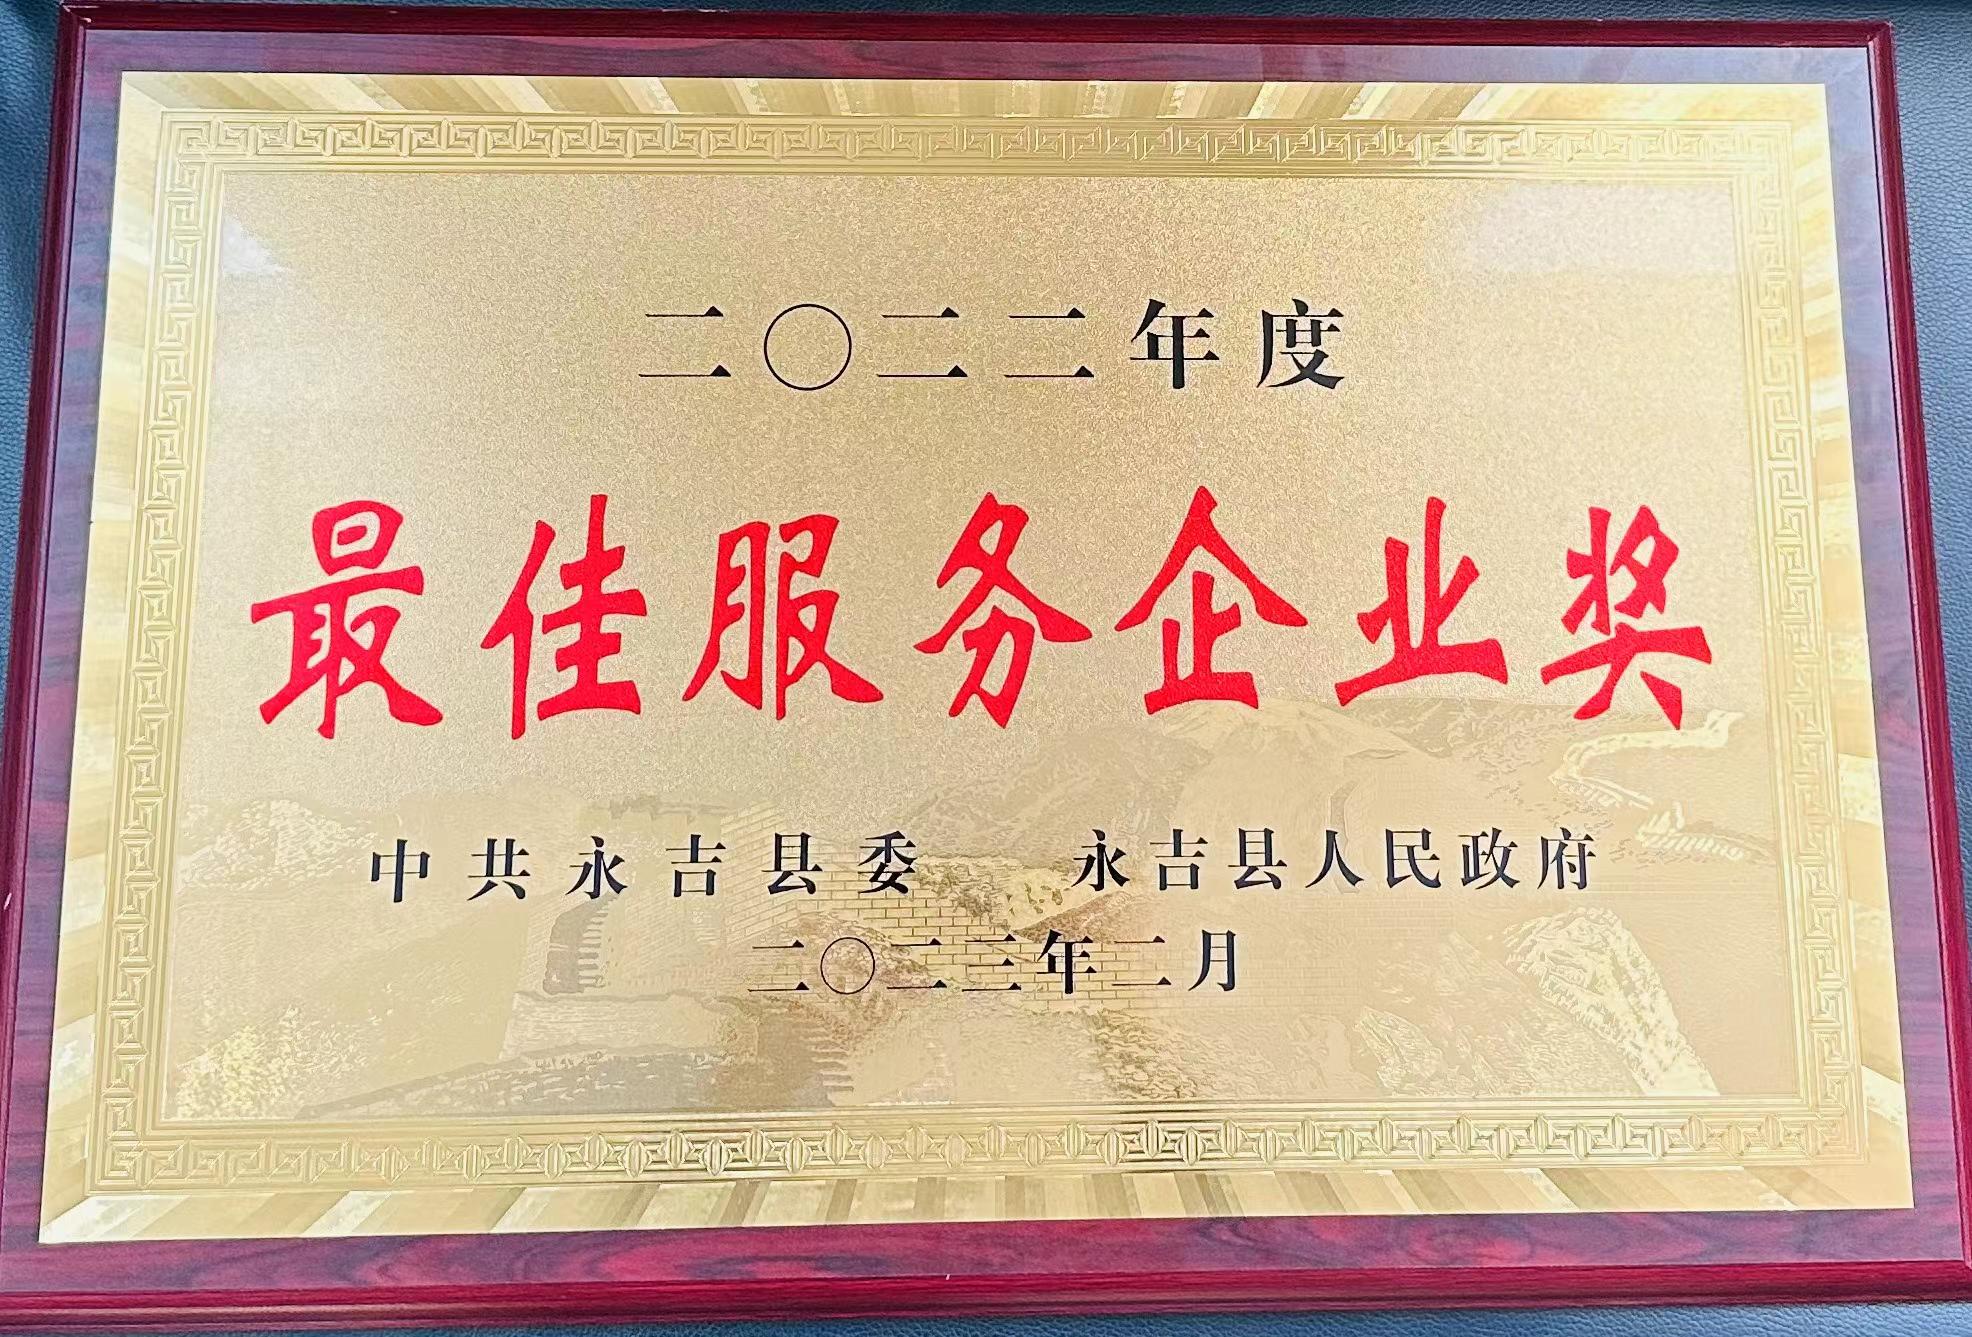 二〇二二年度
最佳服务企业奖
中共永吉县委 永吉县人民政府
二〇二三年二月